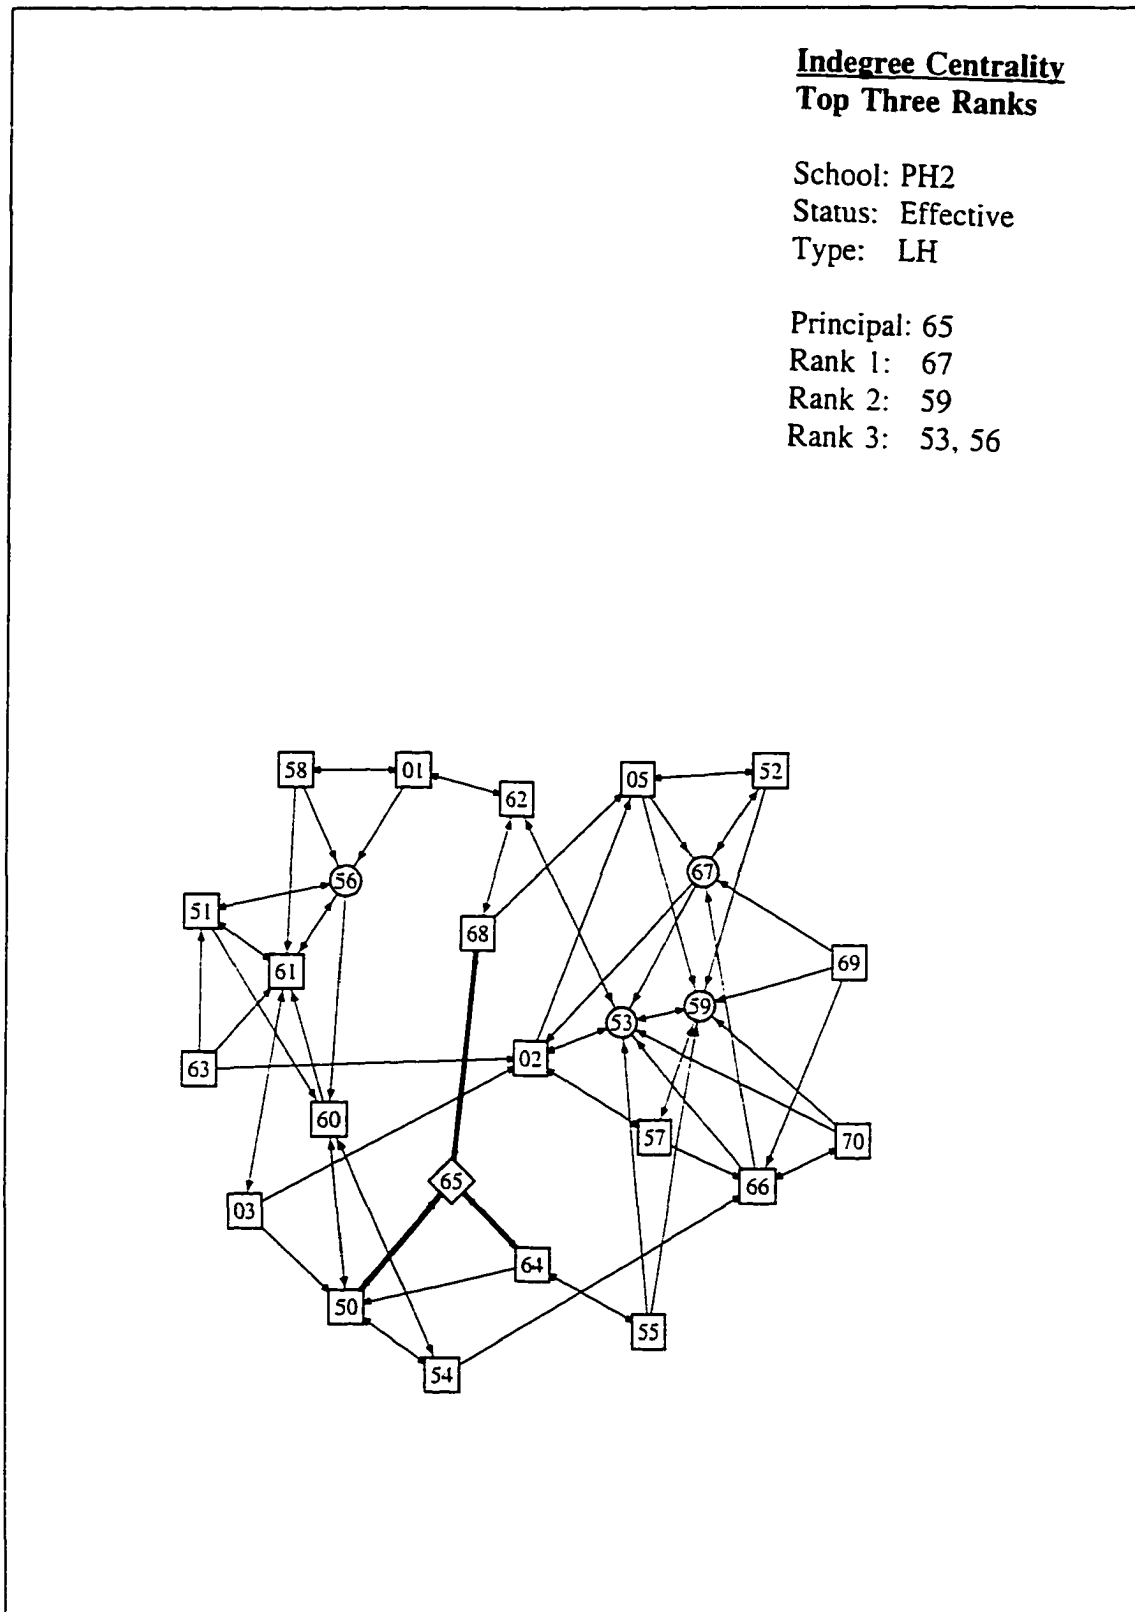 Indegree Centrality
Top Three Ranks
School: PH2
Status: Effective
Type: LH
Principal: 65
Rank 1: 67
Rank 2: 59
Rank 3: 53, 56
58
01
62
05
52
56
67
51
68
61
69
59
53
02
63
60
57
70
65
66
03
64
50
55
54